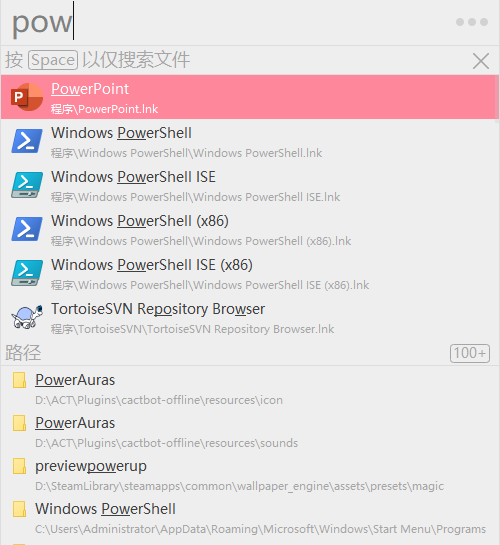 pow
按 Space 以仅搜索文件
PowerPoint
程序\PowerPoint.lnk
Windows PowerShell
程序\Windows PowerShell\Windows PowerShell.lnk
Windows PowerShell ISE
程序\Windows PowerShell\Windows PowerShell ISE.lnk
Windows PowerShell (x86)
程序\Windows PowerShell\Windows PowerShell (x86).lnk
Windows PowerShell ISE (x86)
程序\Windows PowerShell\Windows PowerShell ISE (x86).lnk
TortoiseSVN Repository Browser
程序\TortoiseSVN\TortoiseSVN Repository Browser.lnk
路径 100+
PowerAuras
D:\ACT\Plugins\cactbot-offline\resources\icon
PowerAuras
D:\ACT\Plugins\cactbot-offline\resources\sounds
previewpowerup
D:\SteamLibrary\steamapps\common\wallpaper_engine\assets\presets\magic
Windows PowerShell
C:\Users\Administrator\AppData\Roaming\Microsoft\Windows\Start Menu\Programs